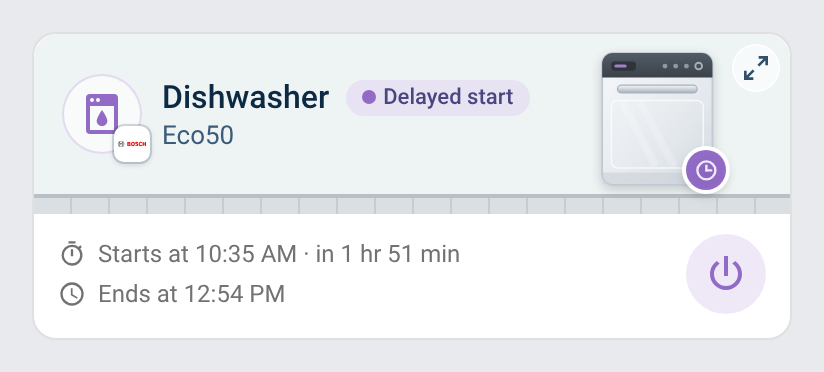 Dishwasher
Delayed start
Eco50
BOSCH
Starts at 10:35 AM · in 1 hr 51 min
Ends at 12:54 PM